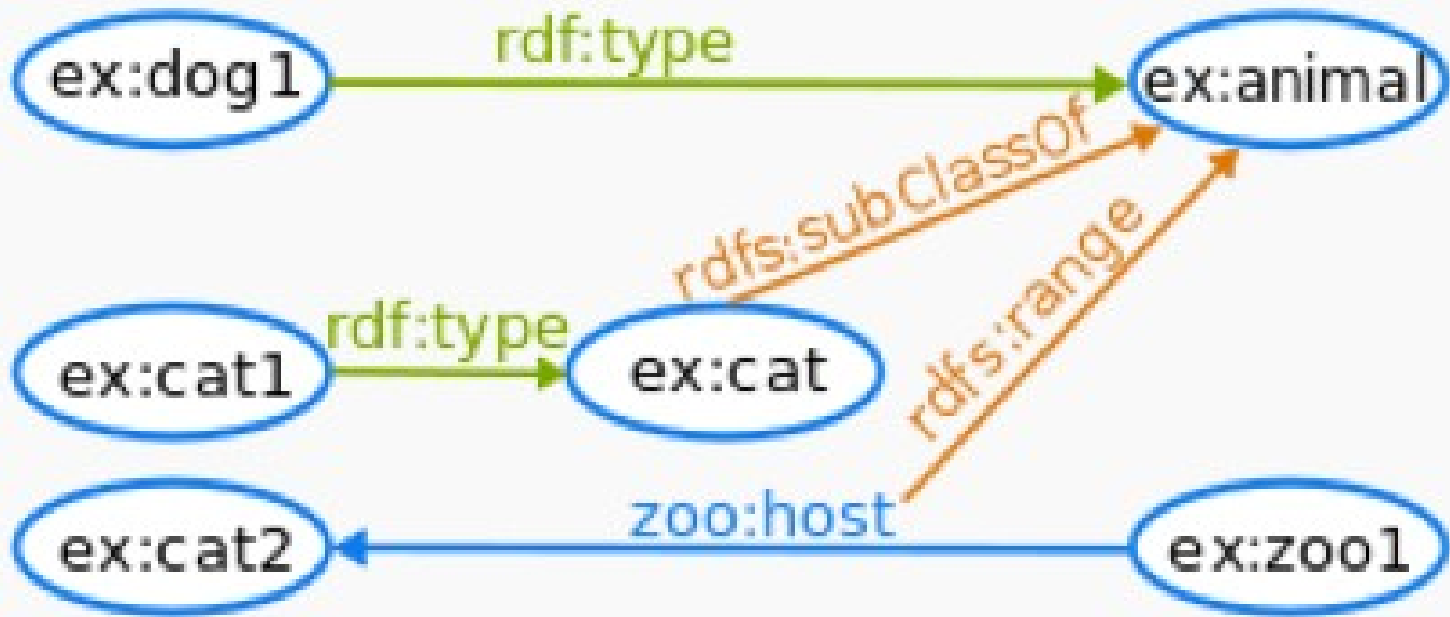 rdf:type
ex:dog1
ex:animal
rdfs:subClassOf
rdfs:range
rdf:type
ex:cat1
ex:cat
zoo:host
ex:cat2
ex:zoo1